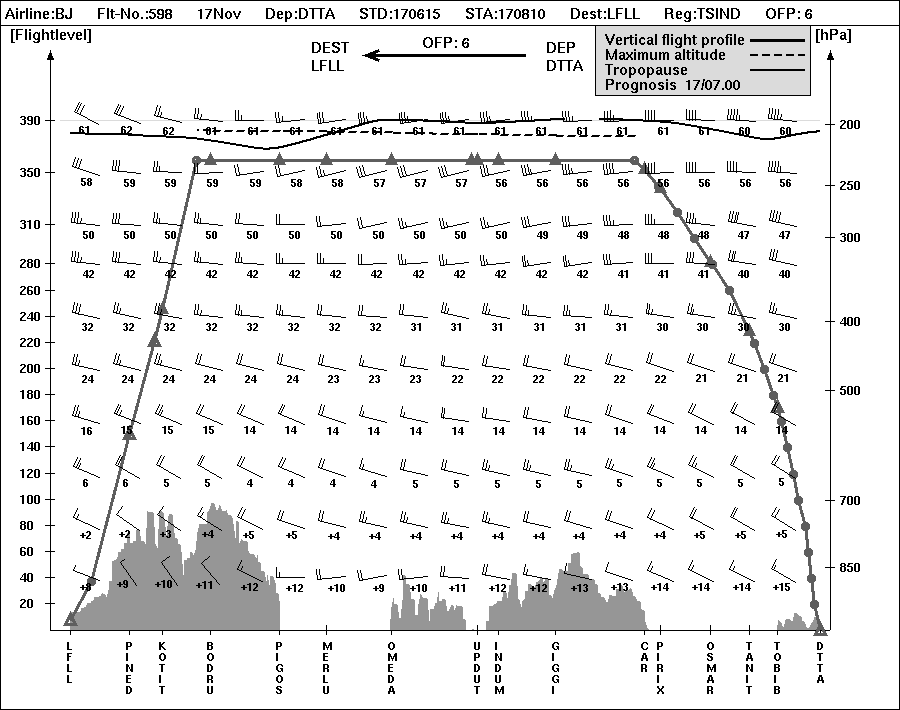 Airline:BJ Flt-No.:598 17Nov Dep:DTTA STD:170615 STA:170810 Dest:LFLL Reg:TSIND OFP: 6
[Flightlevel] [hPa]
DEST OFP: 6 DEP
LFLL DTTA
Vertical flight profile
Maximum altitude
Tropopause
Prognosis 17/07.00
390 61 62 62 61 61 61 61 61 61 61 61 61 61 61 61 60 60 200
350 58 59 59 59 59 58 58 57 57 57 56 56 56 56 56 56 56 56 250
310 50 50 50 50 50 50 50 50 50 50 50 49 49 48 48 48 47 47 300
280 42 42 42 42 42 42 42 42 42 42 42 42 42 41 41 41 40 40
260
240 32 32 32 32 32 32 32 32 31 31 31 31 31 31 30 30 30 30 400
220
200 24 24 24 24 24 24 23 23 23 22 22 22 22 22 22 21 21 21 500
180
160 16 15 15 15 14 14 14 14 14 14 14 14 14 14 14 14 14 14
140
120 6 6 5 5 4 4 4 4 5 5 5 5 5 5 5 5 5 5
100 700
80 +2 +2 +3 +4 +5 +5 +4 +4 +4 +4 +4 +4 +4 +4 +4 +5 +5 +5
60
40 +8 +9 +10 +11 +12 +12 +10 +9 +10 +11 +12 +12 +13 +13 +14 +14 +14 +15 850
20
LFLL PINED KOTIT BODRU PIGOS MERLU OMEDA UPDUT INDUM GIGGI CAR PIRIX OSMAR TANIT TOBIB DTTA